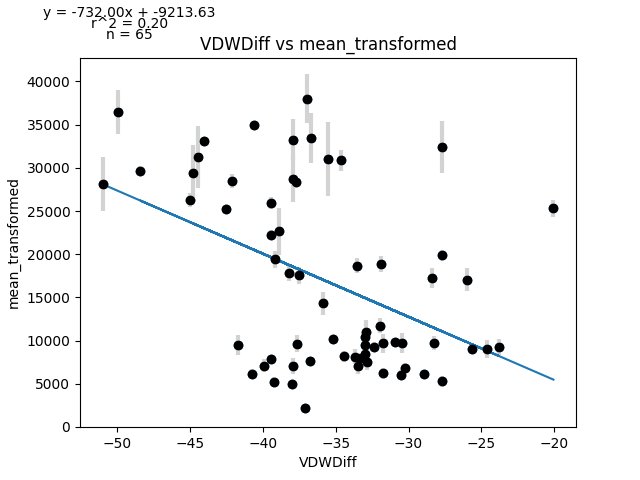 y = -732.00x + -9213.63
r^2 = 0.20
n = 65
VDWDiff vs mean_transformed
40000
35000
30000
25000
20000
15000
10000
5000
0
mean_transformed
−50
−45
−40
−35
−30
−25
−20
VDWDiff